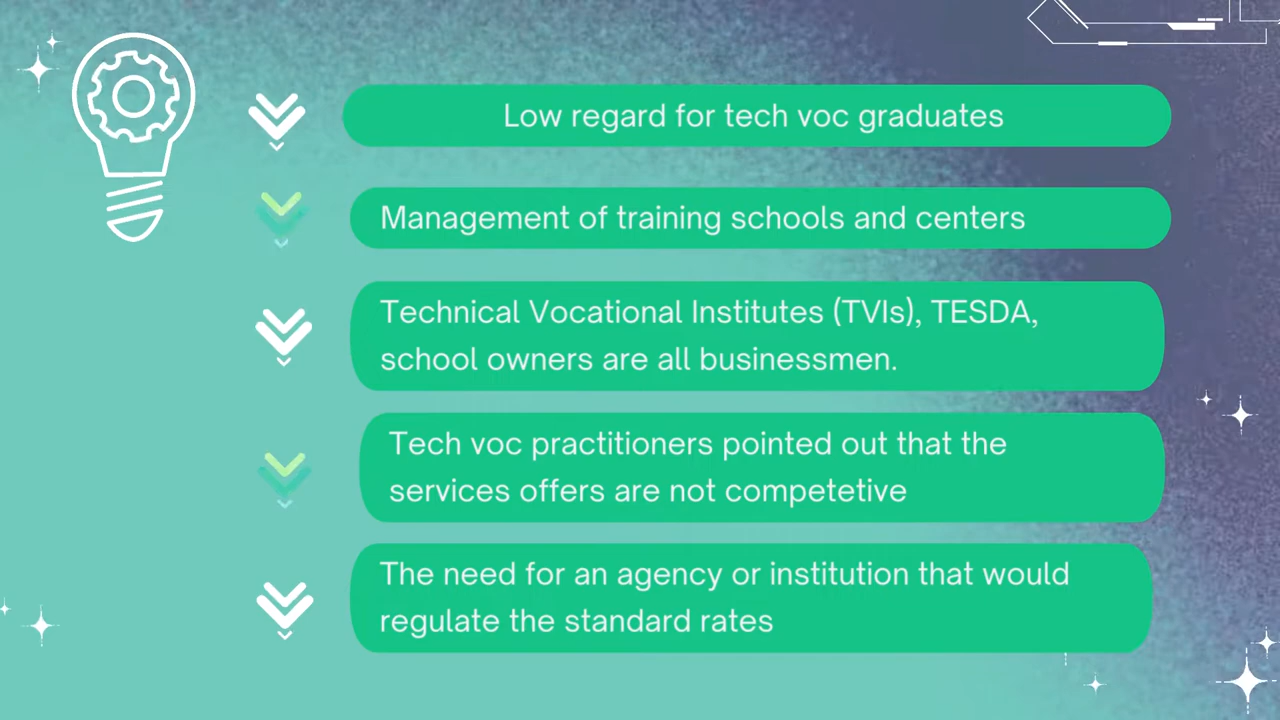 Low regard for tech voc graduates
Management of training schools and centers
Technical Vocational Institutes (TVIs), TESDA,
school owners are all businessmen.
Tech voc practitioners pointed out that the
services offers are not competetive
The need for an agency or institution that would
regulate the standard rates